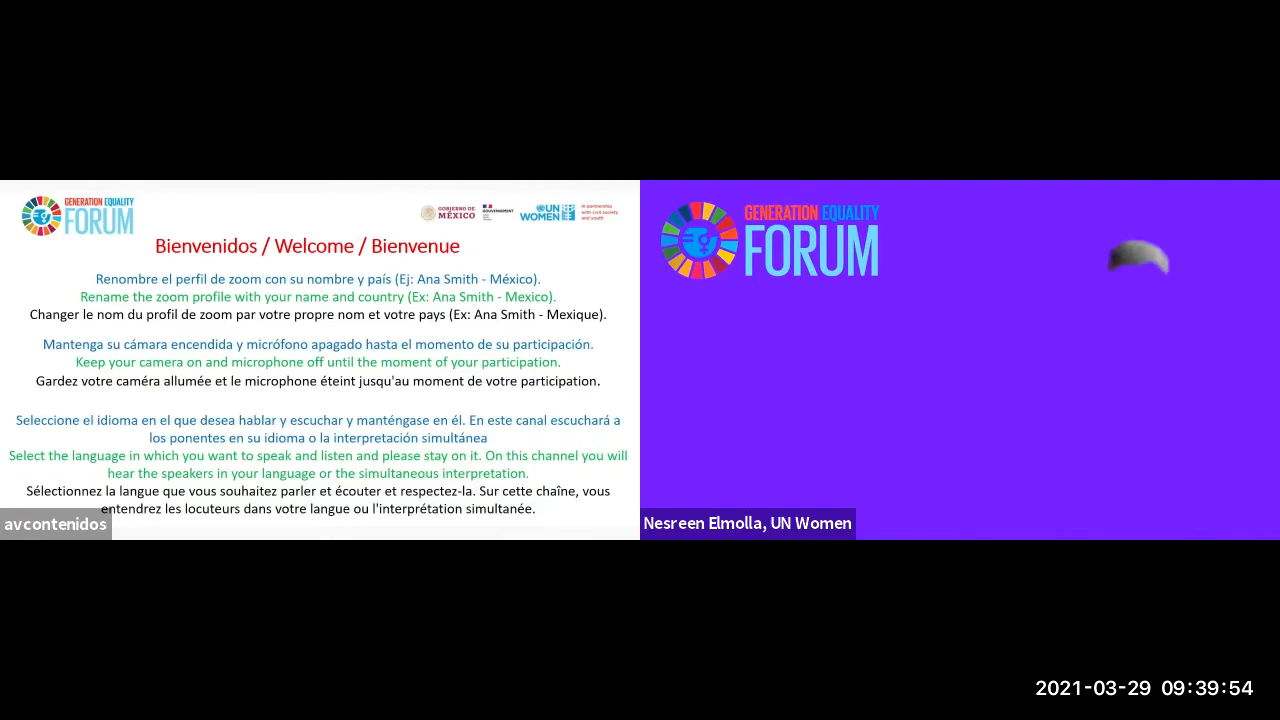 GENERATION EQUALITY
FORUM
GOBIERNO DE
MÉXICO
GOUVERNEMENT
UN
WOMEN
in partnership
with civil society
and youth
Bienvenidos / Welcome / Bienvenue
Renombre el perfil de zoom con su nombre y país (Ej: Ana Smith - México).
Rename the zoom profile with your name and country (Ex: Ana Smith - Mexico).
Changer le nom du profil de zoom par votre propre nom et votre pays (Ex: Ana Smith - Mexique).
Mantenga su cámara encendida y micrófono apagado hasta el momento de su participación.
Keep your camera on and microphone off until the moment of your participation.
Gardez votre caméra allumée et le microphone éteint jusqu'au moment de votre participation.
Seleccione el idioma en el que desea hablar y escuchar y manténgase en él. En este canal escuchará a
los ponentes en su idioma o la interpretación simultánea
Select the language in which you want to speak and listen and please stay on it. On this channel you will
hear the speakers in your language or the simultaneous interpretation.
Sélectionnez la langue que vous souhaitez parler et écouter et respectez-la. Sur cette chaîne, vous
entendrez les locuteurs dans votre langue ou l'interprétation simultanée.
avcontenidos
GENERATION EQUALITY
FORUM
Nesreen Elmolla, UN Women
2021-03-29 09:39:54